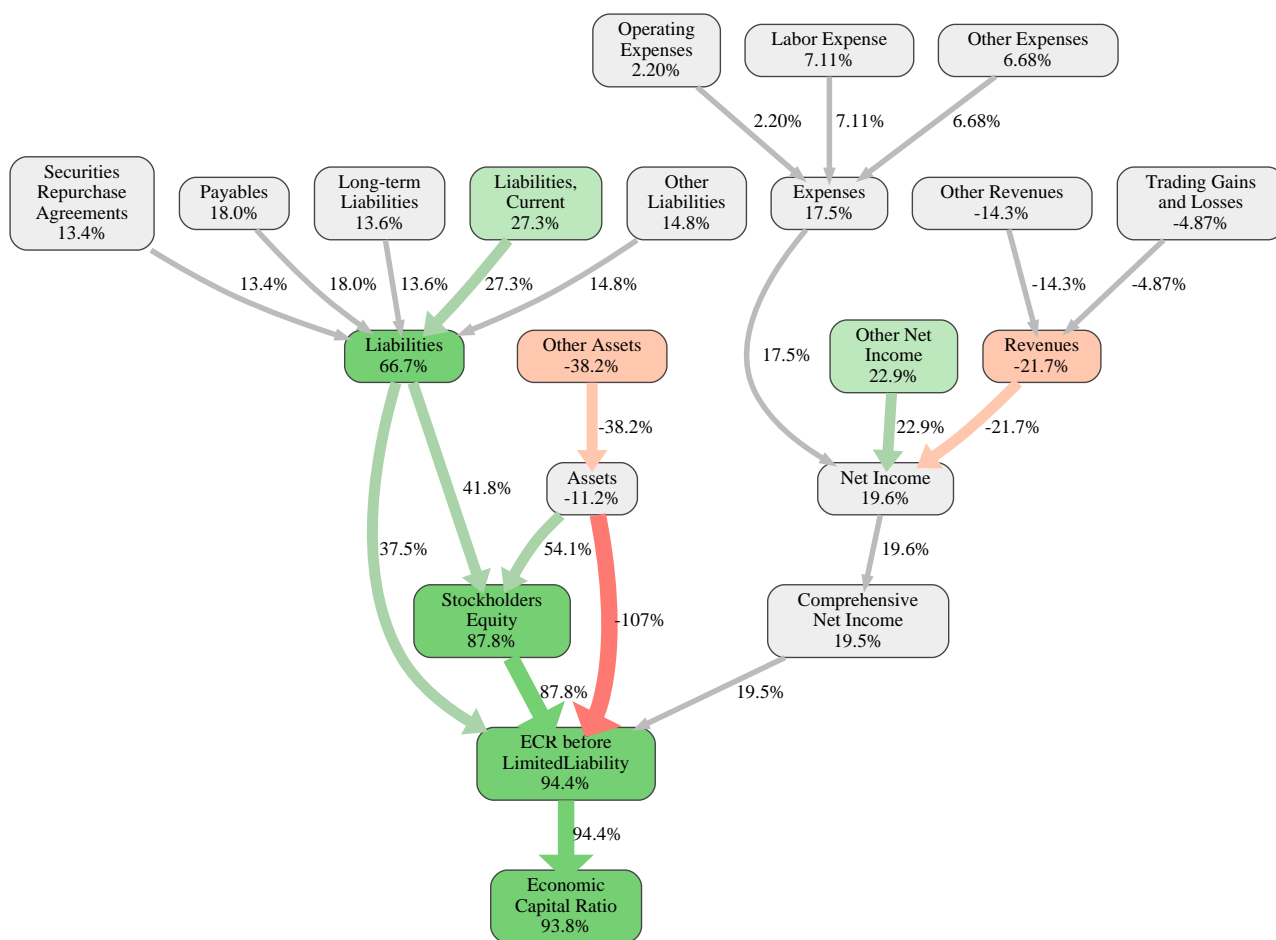 Operating
Expenses
2.20%
Labor Expense
7.11%
Other Expenses
6.68%
2.20%
7.11%
6.68%
Securities
Repurchase
Agreements
13.4%
Payables
18.0%
Long-term
Liabilities
13.6%
Liabilities,
Current
27.3%
Other
Liabilities
14.8%
Expenses
17.5%
Other Revenues
-14.3%
Trading Gains
and Losses
-4.87%
13.4%
18.0%
13.6%
27.3%
14.8%
-14.3%
-4.87%
Liabilities
66.7%
Other Assets
-38.2%
17.5%
Other Net
Income
22.9%
Revenues
-21.7%
-38.2%
22.9%
-21.7%
Assets
-11.2%
Net Income
19.6%
41.8%
37.5%
54.1%
19.6%
Stockholders
Equity
87.8%
-107%
Comprehensive
Net Income
19.5%
87.8%
19.5%
ECR before
LimitedLiability
94.4%
94.4%
Economic
Capital Ratio
93.8%